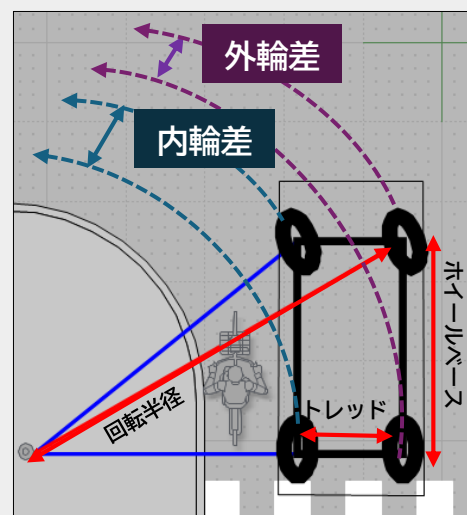 外輪差
内輪差
ホイールベース
回転半径
トレッド